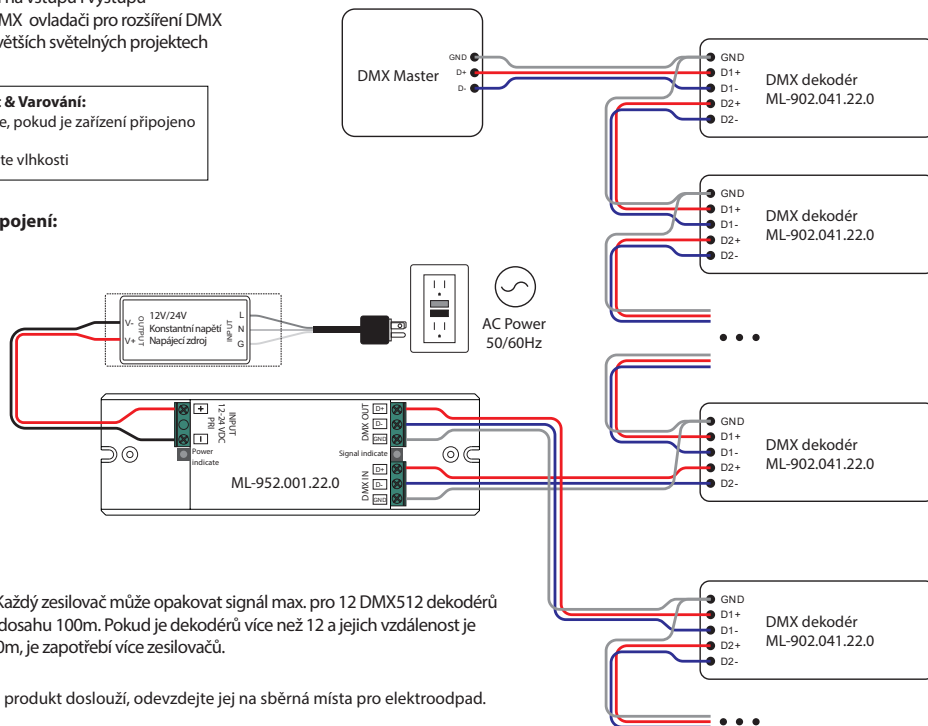 na vstupu i výstupu
MX ovladači pro rozšíření DMX
větších světelných projektech
& Varování:
e, pokud je zařízení připojeno
te vlhkosti
pojení:
DMX Master
GND
D+
D-
GND
D1+
D1-
D2+
D2-
DMX dekodér
ML-902.041.22.0
GND
D1+
D1-
D2+
D2-
DMX dekodér
ML-902.041.22.0
• • •
V-
V+
OUTPUT
12V/24V
Konstantní napětí
Napájecí zdroj
INPUT
L
N
G
AC Power
50/60Hz
+
−
INPUT
12-24 VDC
PRI
Power
indicate
ML-952.001.22.0
DMX OUT
D+
D-
GND
Signal indicate
DMX IN
D+
D-
GND
GND
D1+
D1-
D2+
D2-
DMX dekodér
ML-902.041.22.0
GND
D1+
D1-
D2+
D2-
DMX dekodér
ML-902.041.22.0
• • •
Každý zesilovač může opakovat signál max. pro 12 DMX512 dekodérů
dosahu 100m. Pokud je dekodérů více než 12 a jejich vzdálenost je
0m, je zapotřebí více zesilovačů.
produkt doslouží, odevzdejte jej na sběrná místa pro elektroodpad.